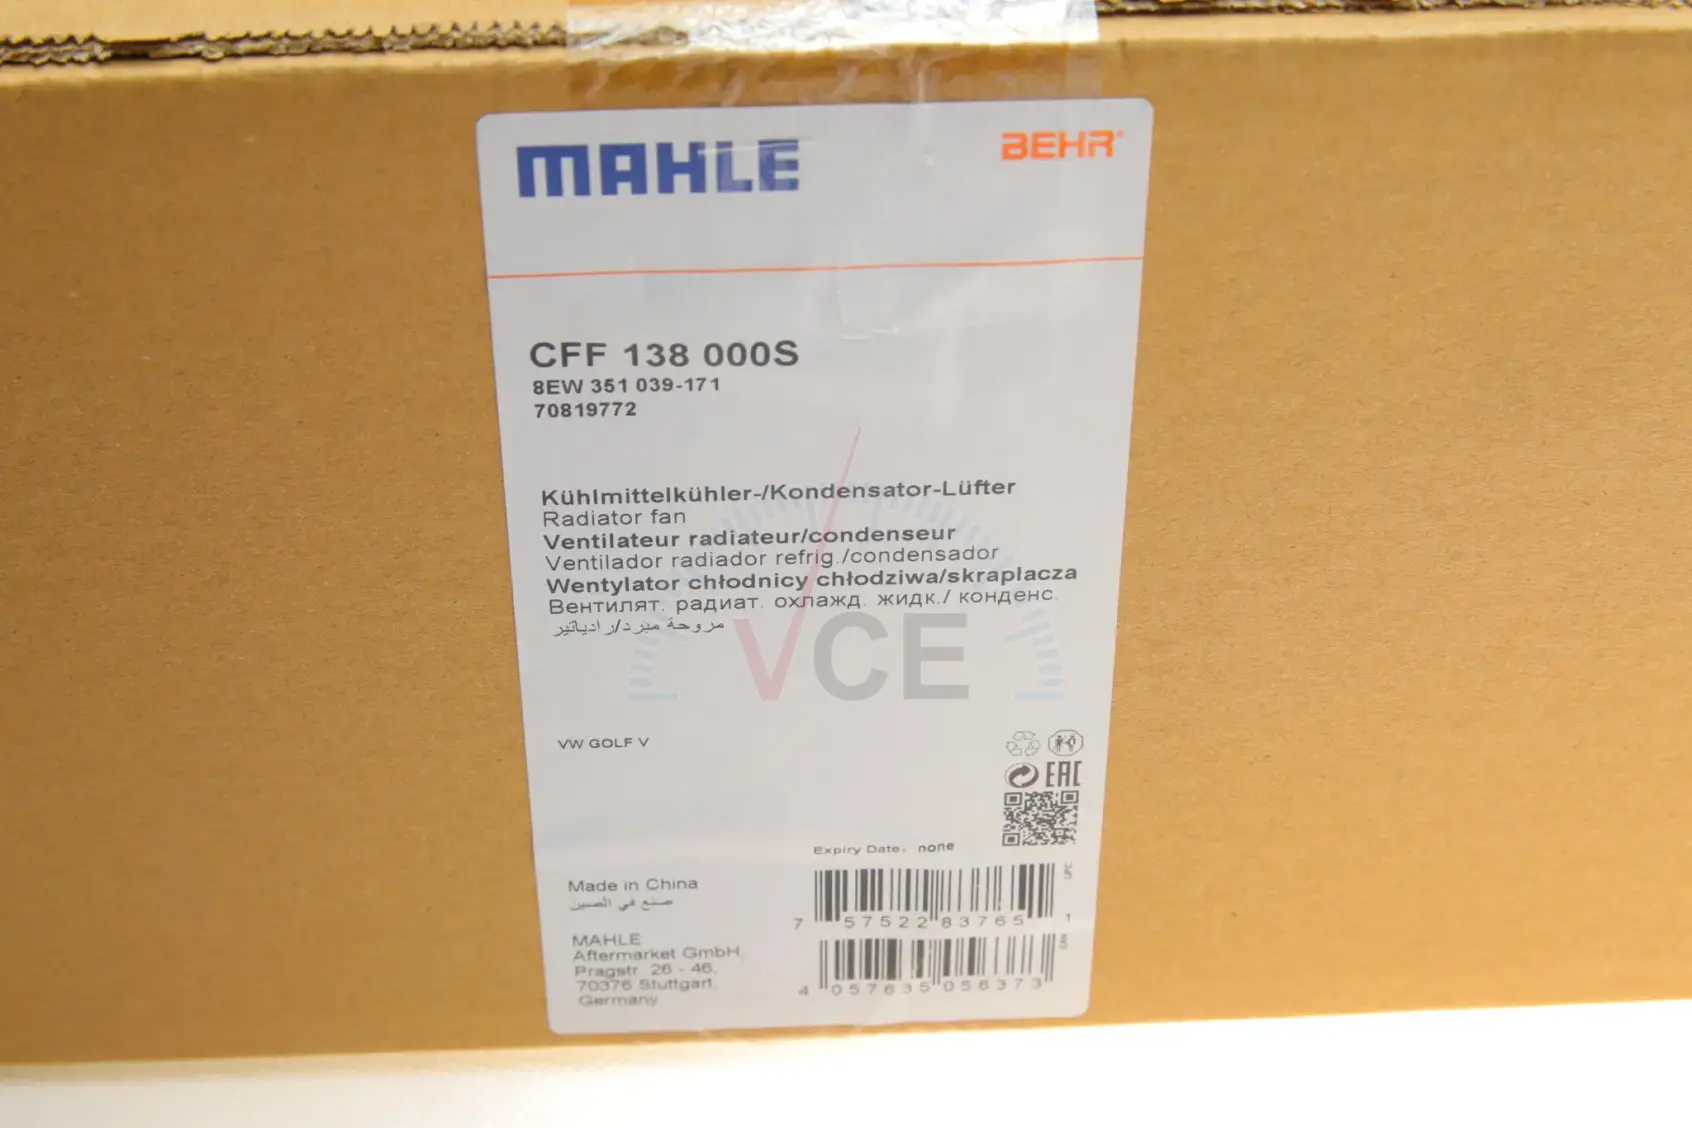 MAHLE
BEHR®
CFF 138 000S
8EW 351 039-171
70819772
Kühlmittelkühler-/Kondensator-Lüfter
Radiator fan
Ventilateur radiateur/condenseur
Ventilador radiador refrig./condensador
Wentylator chłodnicy chłodziwa/skraplacza
Вентилят. радиат. охлажд. жидк./ конденс.
مروحة مبرد/رادياتير
VCE
VW GOLF V
EAC
Expiry Date: none
Made in China
صنع في الصين
UPC
7 57522 83765 1
MAHLE
Aftermarket GmbH,
Pragstr. 26 - 46,
70376 Stuttgart,
Germany
EAN
4 057635 056373